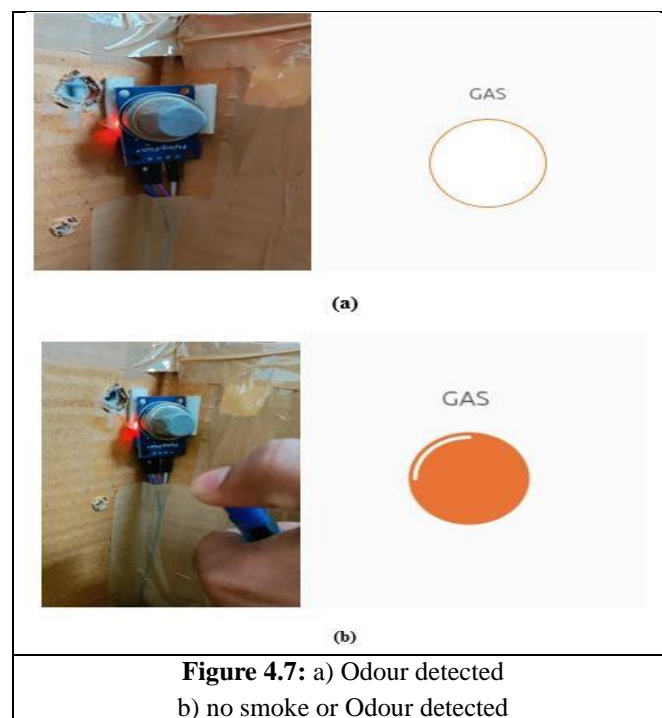 GAS
(a)
GAS
(b)
Figure 4.7: a) Odour detected
b) no smoke or Odour detected